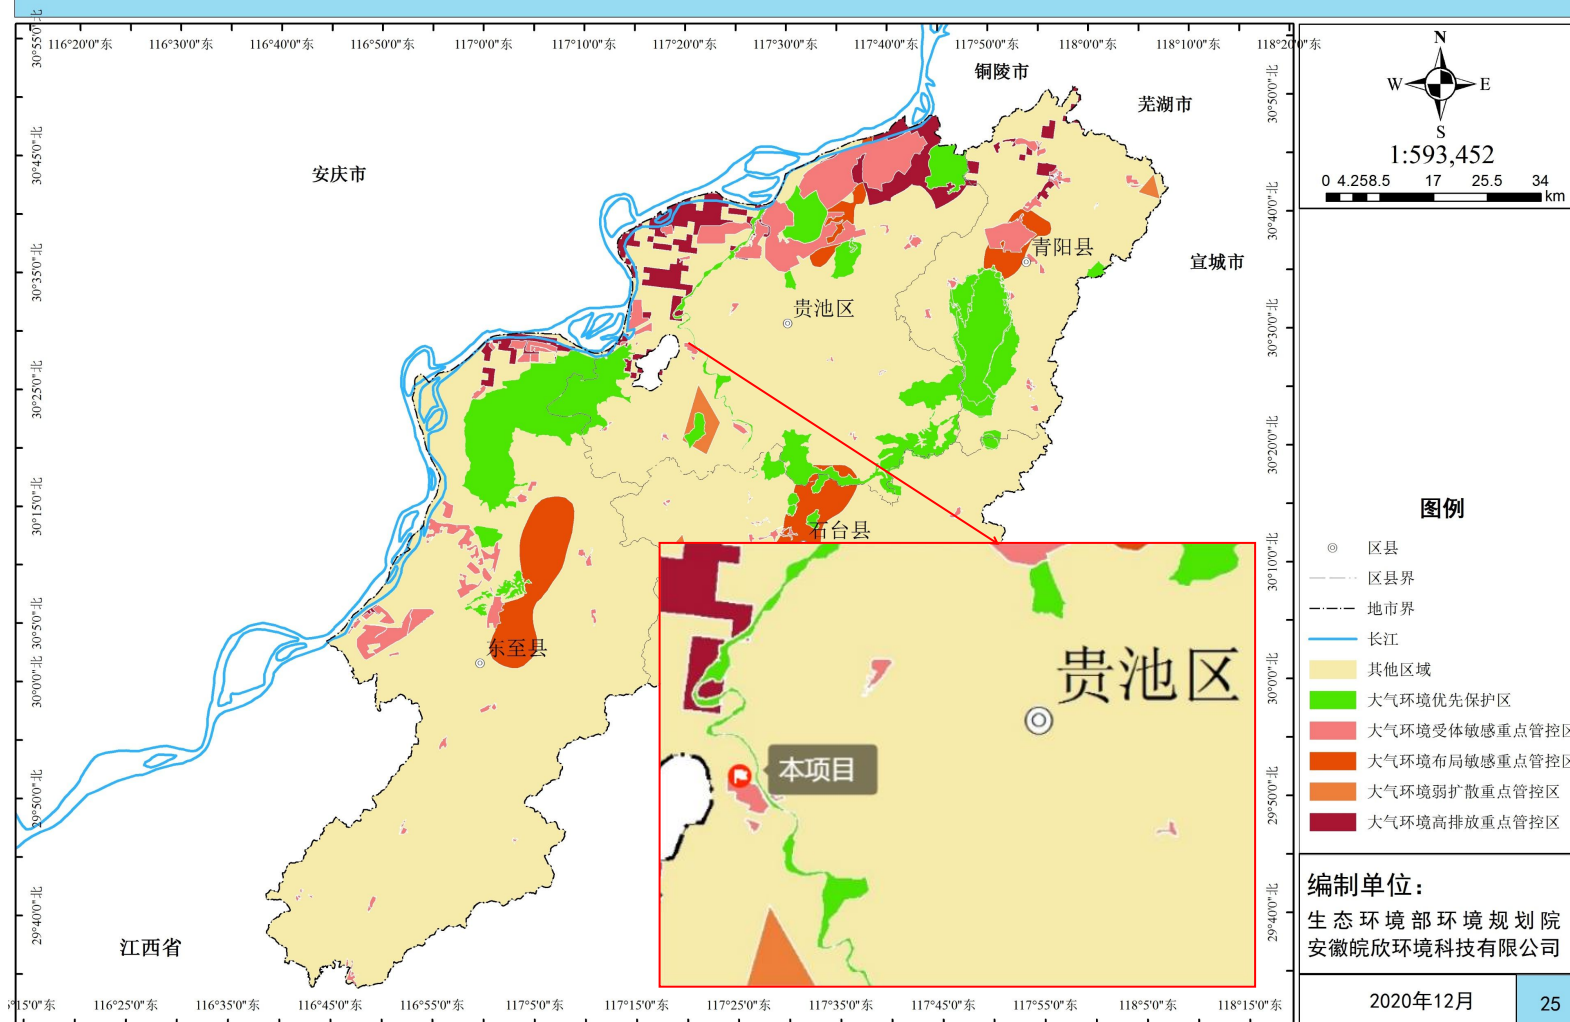 116°20'0"东 116°30'0"东 116°40'0"东 116°50'0"东 117°0'0"东 117°10'0"东 117°20'0"东 117°30'0"东 117°40'0"东 117°50'0"东 118°0'0"东 118°10'0"东 118°20'0"东
30°55'0"北
30°45'0"北
30°35'0"北
30°25'0"北
30°15'0"北
30°5'0"北
30°0'0"北
29°50'0"北
29°40'0"北
铜陵市
芜湖市
安庆市
宣城市
青阳县
贵池区
石台县
东至县
江西省
贵池区
本项目
30°50'0"北
30°40'0"北
30°30'0"北
30°20'0"北
30°10'0"北
30°0'0"北
29°50'0"北
29°40'0"北
116°25'0"东 116°35'0"东 116°45'0"东 116°55'0"东 117°5'0"东 117°15'0"东 117°25'0"东 117°35'0"东 117°45'0"东 117°55'0"东 118°5'0"东 118°15'0"东
N
W E
S
1:593,452
0 4.25 8.5 17 25.5 34
km
图例
区县
区县界
地市界
长江
其他区域
大气环境优先保护区
大气环境受体敏感重点管控区
大气环境布局敏感重点管控区
大气环境弱扩散重点管控区
大气环境高排放重点管控区
编制单位：
生态环境部环境规划院
安徽皖欣环境科技有限公司
2020年12月 25